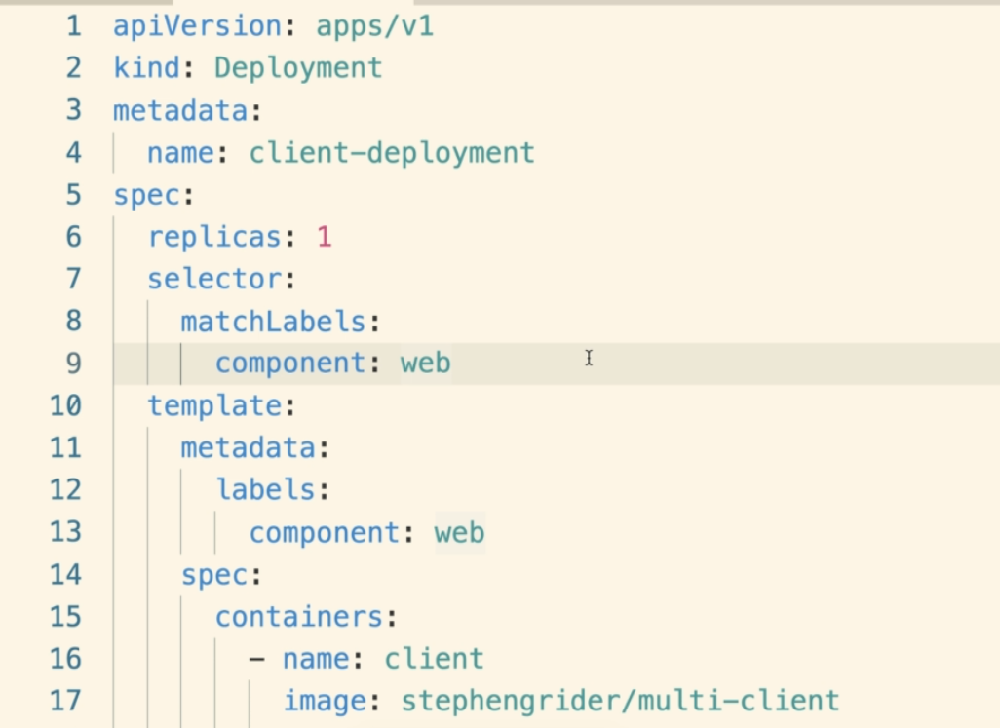 1 apiVersion: apps/v1
2 kind: Deployment
3 metadata:
4   name: client-deployment
5 spec:
6   replicas: 1
7   selector:
8     matchLabels:
9       component: web
10   template:
11     metadata:
12       labels:
13         component: web
14     spec:
15       containers:
16         - name: client
17           image: stephengrider/multi-client